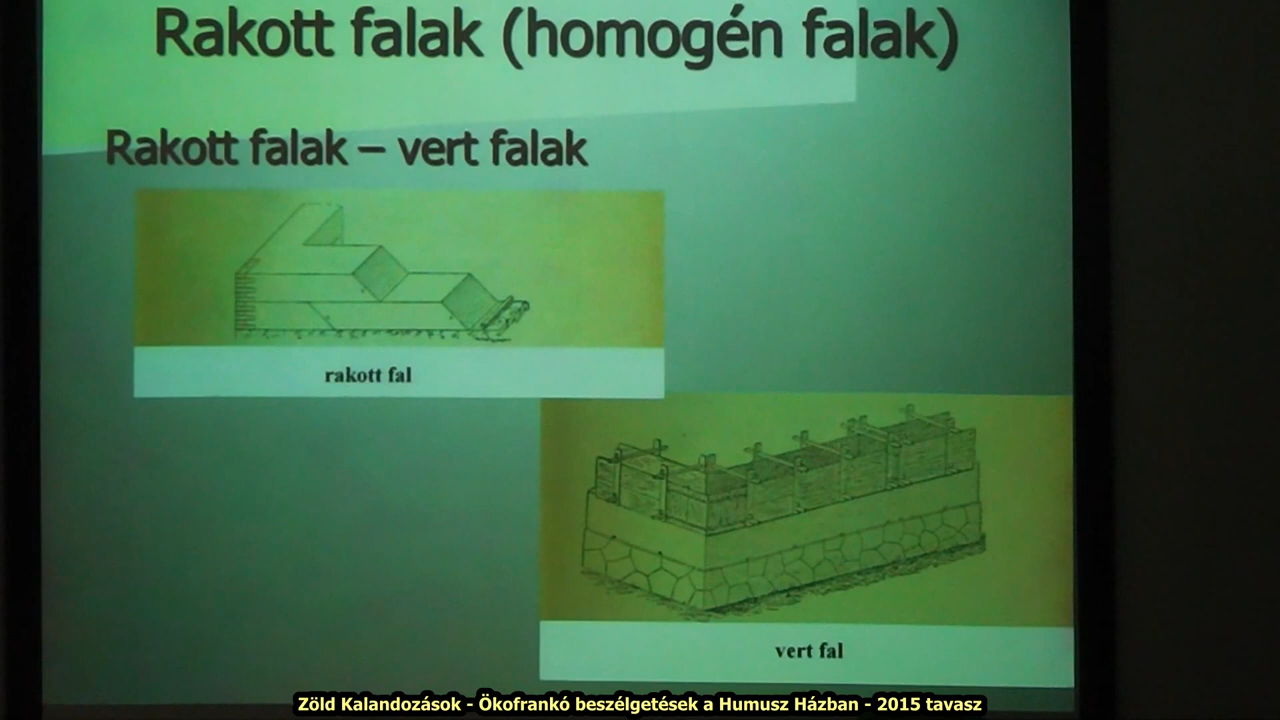 Rakott falak (homogén falak)
Rakott falak – vert falak
rakott fal
vert fal
Zöld Kalandozások - Ökofrankó beszélgetések a Humusz Házban - 2015 tavasz